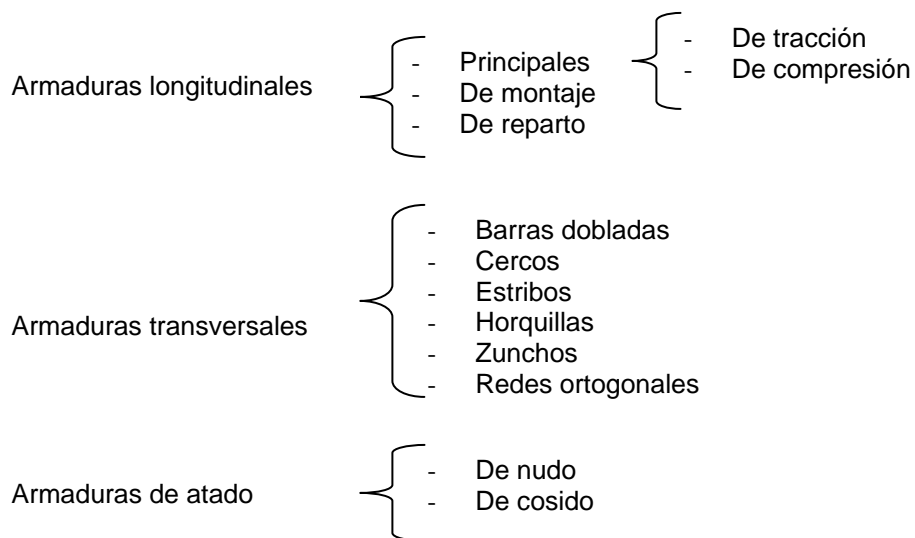 Armaduras longitudinales
- Principales
- De montaje
- De reparto
- De tracción
- De compresión
Armaduras transversales
- Barras dobladas
- Cercos
- Estribos
- Horquillas
- Zunchos
- Redes ortogonales
Armaduras de atado
- De nudo
- De cosido